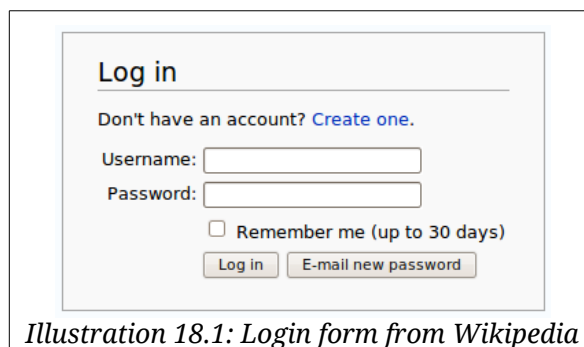 Log in
Don't have an account? Create one.
Username:
Password:
Remember me (up to 30 days)
Log in E-mail new password
Illustration 18.1: Login form from Wikipedia